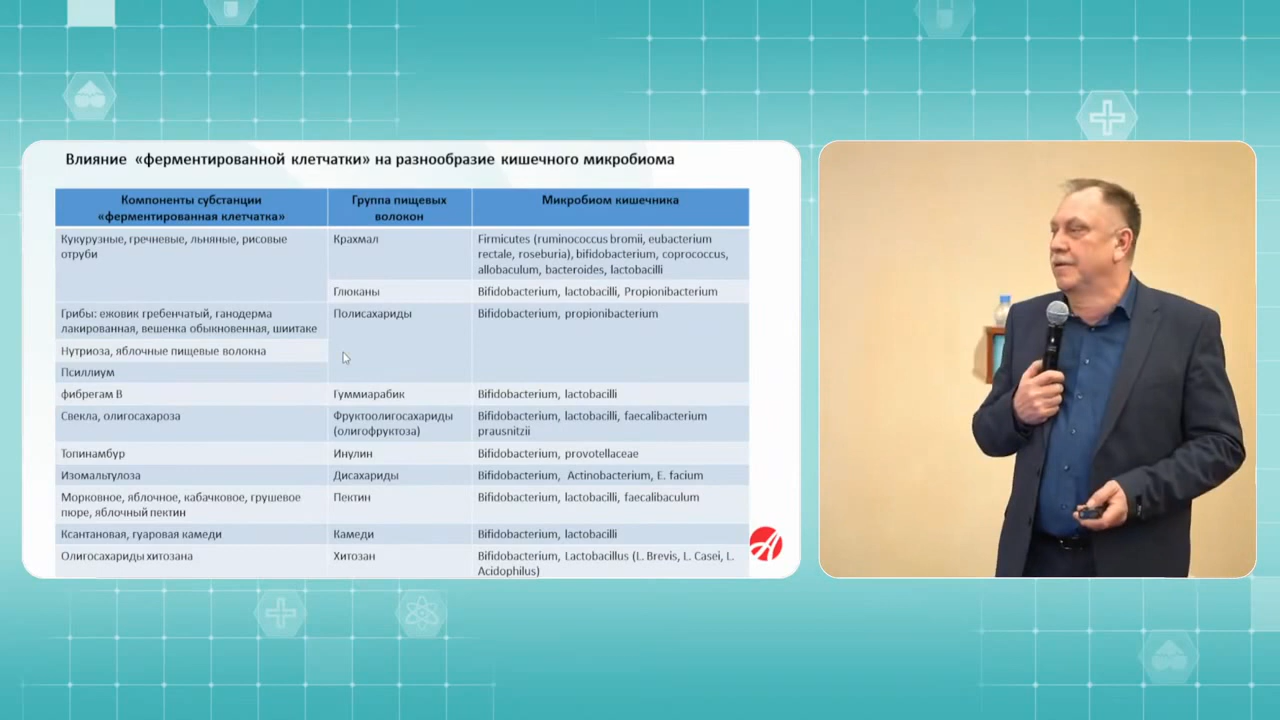 Влияние «ферментированной клетчатки» на разнообразие кишечного микробиома
Компоненты субстанции
«ферментированная клетчатка»
Группа пищевых
волокон
Микробиом кишечника
Кукурузные, гречневые, льняные, рисовые
отруби
Крахмал
Firmicutes (ruminococcus bromii, eubacterium
rectale, roseburia), bifidobacterium, coprococcus,
allobaculum, bacteroides, lactobacilli
Глюканы
Bifidobacterium, lactobacilli, Propionibacterium
Грибы: ежовик гребенчатый, ганодерма
лакированная, вешенка обыкновенная, шиитаке
Полисахариды
Bifidobacterium, propionibacterium
Нутриоза, яблочные пищевые волокна
Псиллиум
фибрегам В
Гуммиарабик
Bifidobacterium, lactobacilli
Свекла, олигосахароза
Фруктоолигосахариды
(олигофруктоза)
Bifidobacterium, lactobacilli, faecalibacterium
prausnitzii
Топинамбур
Инулин
Bifidobacterium, provotellaceae
Изомальтулоза
Дисахариды
Bifidobacterium, Actinobacterium, E. facium
Морковное, яблочное, кабачковое, грушевое
пюре, яблочный пектин
Пектин
Bifidobacterium, lactobacilli, faecalibaculum
Ксантановая, гуаровая камеди
Камеди
Bifidobacterium, lactobacilli
Олигосахариды хитозана
Хитозан
Bifidobacterium, Lactobacillus (L. Brevis, L. Casei, L.
Acidophilus)